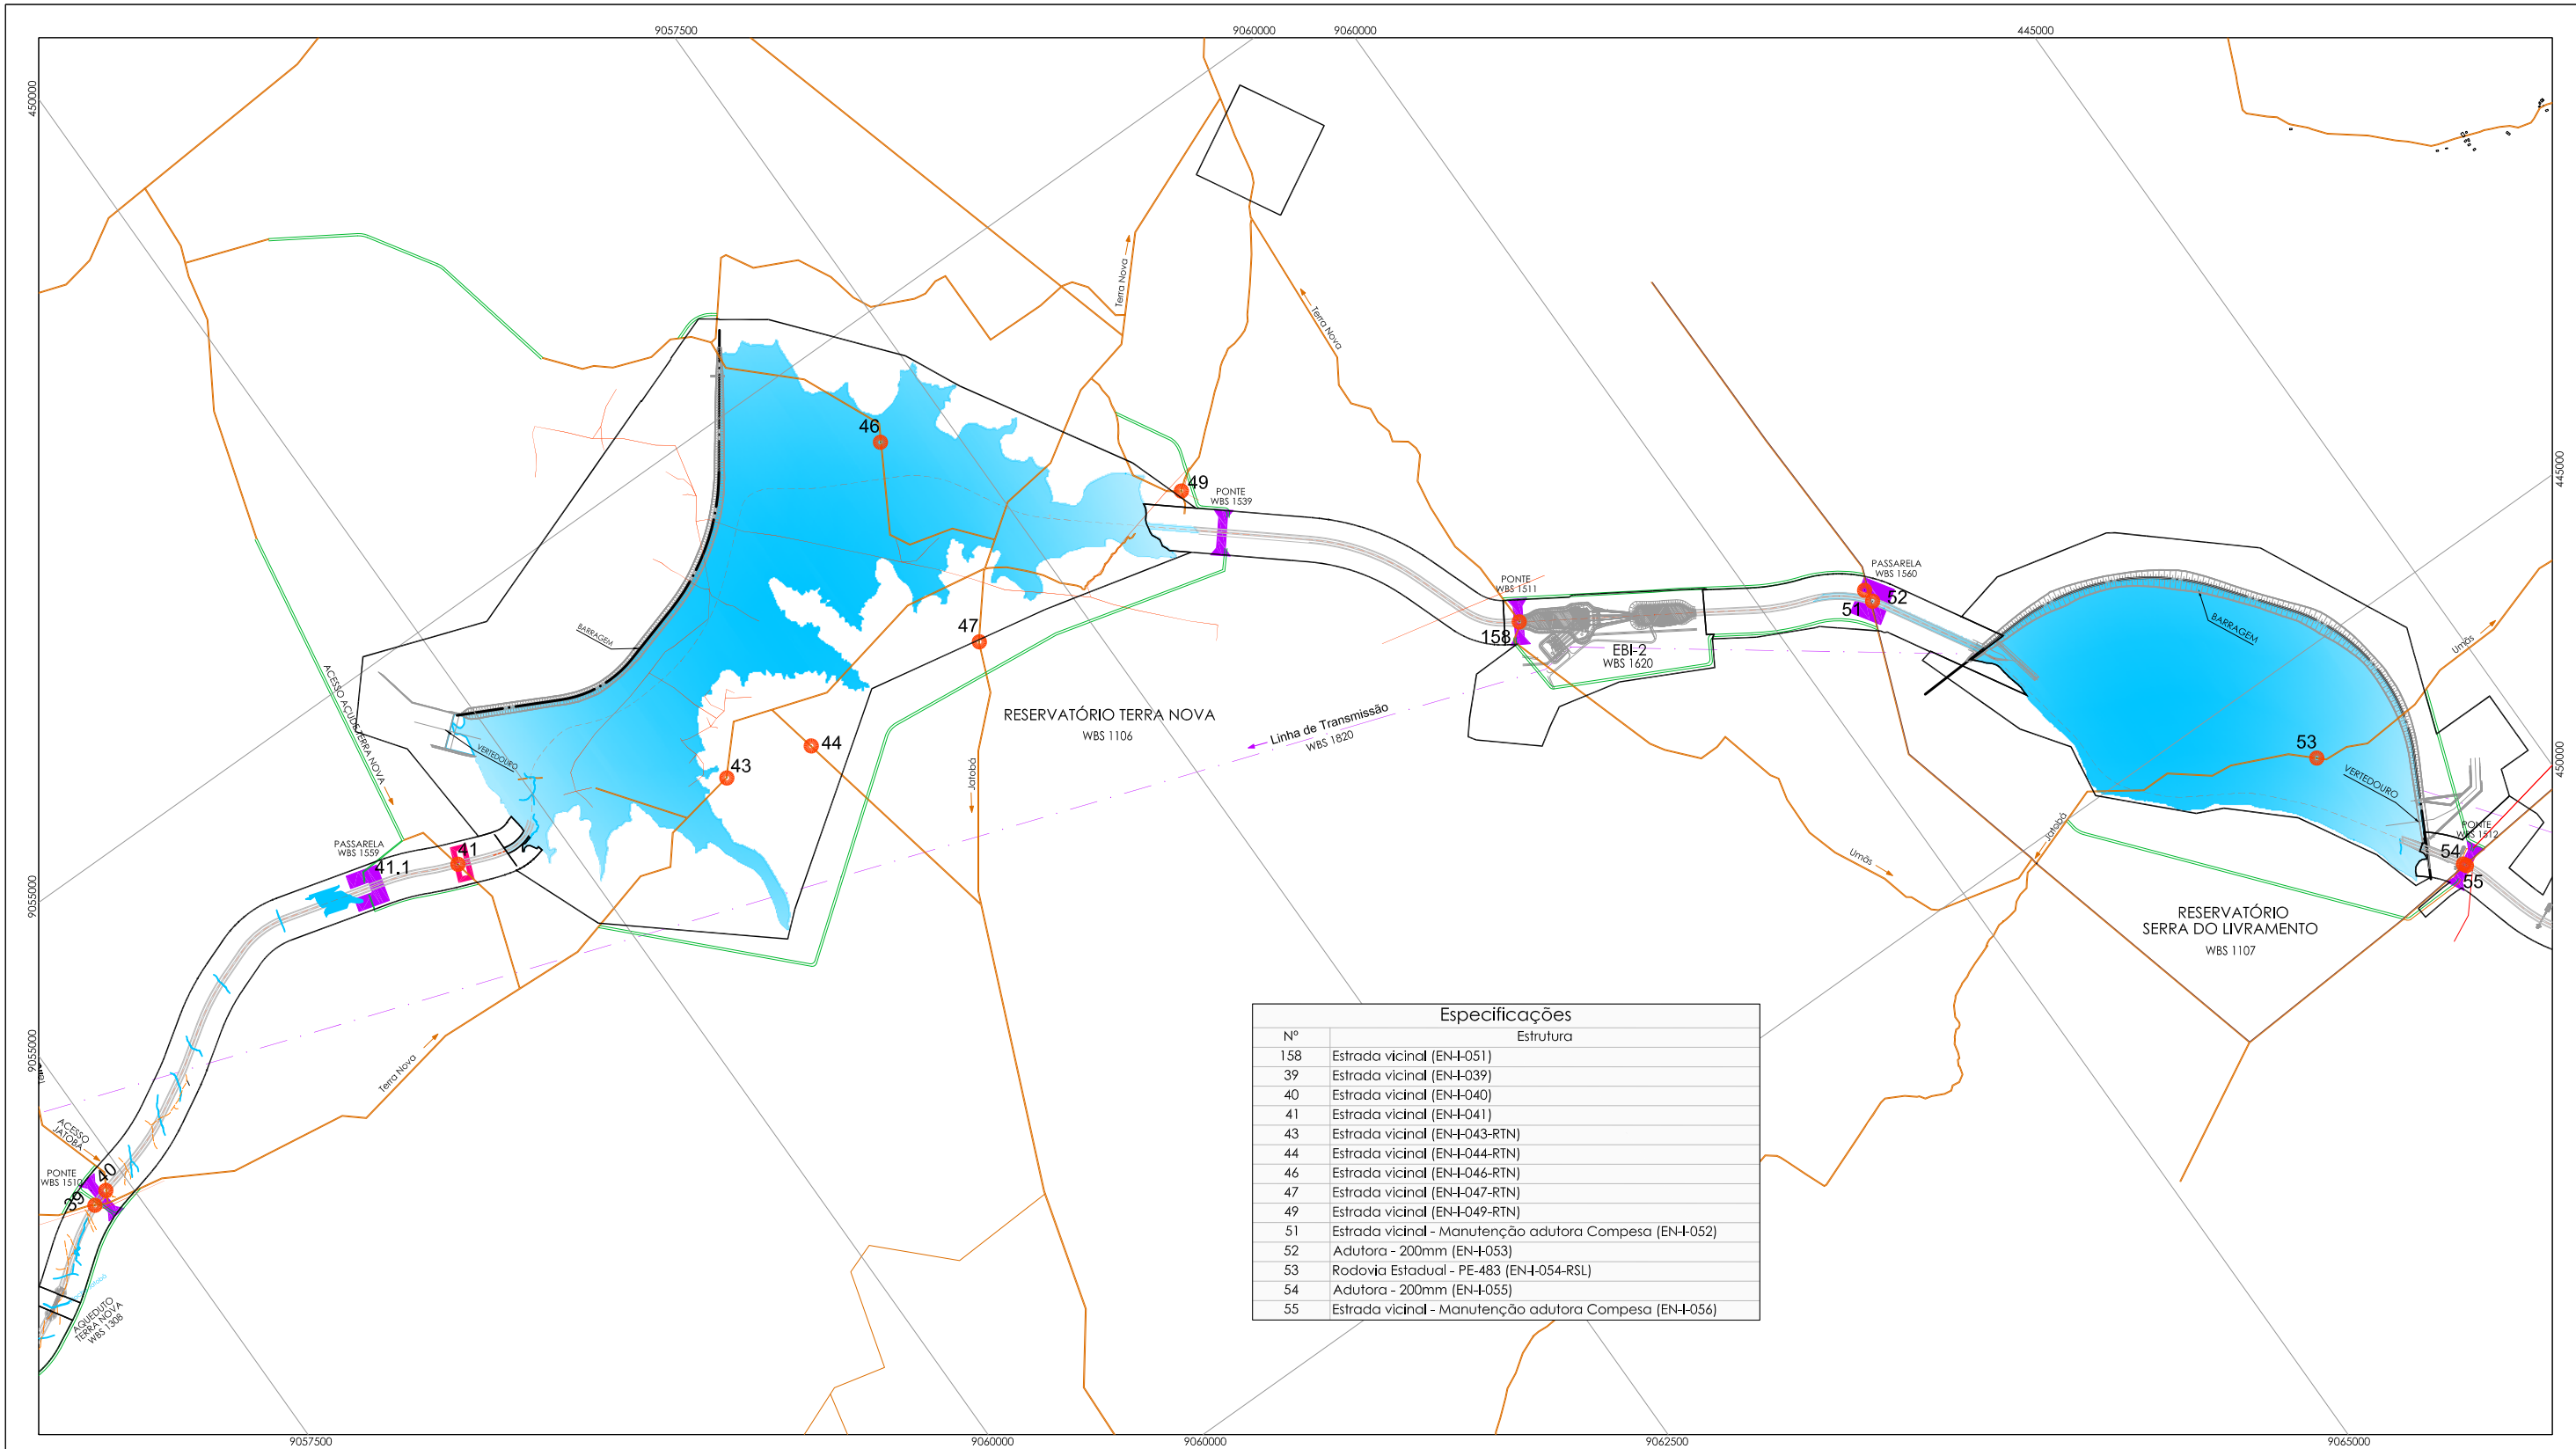 9057500
9060000
9060000
445000
450000
Terra Nova
Terra Nova
46
49
PONTE
WBS 1539
445000
PASSARELA
WBS 1560
52
51
PONTE
WBS 1511
158
EBI-2
WBS 1620
BARRAGEM
Umãs
47
BARRAGEM
ACESSO AÇUDE TERRA NOVA
RESERVATÓRIO TERRA NOVA
WBS 1106
Linha de Transmissão
WBS 1820
44
43
VERTEDOURO
Jatobá
53
VERTEDOURO
450000
PONTE
WBS 1512
54
55
Jatobá
Umãs
PASSARELA
WBS 1559
41.1
41
9055000
RESERVATÓRIO
SERRA DO LIVRAMENTO
WBS 1107
9055000
Terra Nova
ACESSO
JATOBÁ
PONTE
WBS 1510
40
39
AQUEDUTO
TERRA NOVA
WBS 1308
Especificações
Nº Estrutura
158 Estrada vicinal (EN-I-051)
39 Estrada vicinal (EN-I-039)
40 Estrada vicinal (EN-I-040)
41 Estrada vicinal (EN-I-041)
43 Estrada vicinal (EN-I-043-RTN)
44 Estrada vicinal (EN-I-044-RTN)
46 Estrada vicinal (EN-I-046-RTN)
47 Estrada vicinal (EN-I-047-RTN)
49 Estrada vicinal (EN-I-049-RTN)
51 Estrada vicinal - Manutenção adutora Compesa (EN-I-052)
52 Adutora - 200mm (EN-I-053)
53 Rodovia Estadual - PE-483 (EN-I-054-RSL)
54 Adutora - 200mm (EN-I-055)
55 Estrada vicinal - Manutenção adutora Compesa (EN-I-056)
9057500
9060000
9060000
9062500
9065000